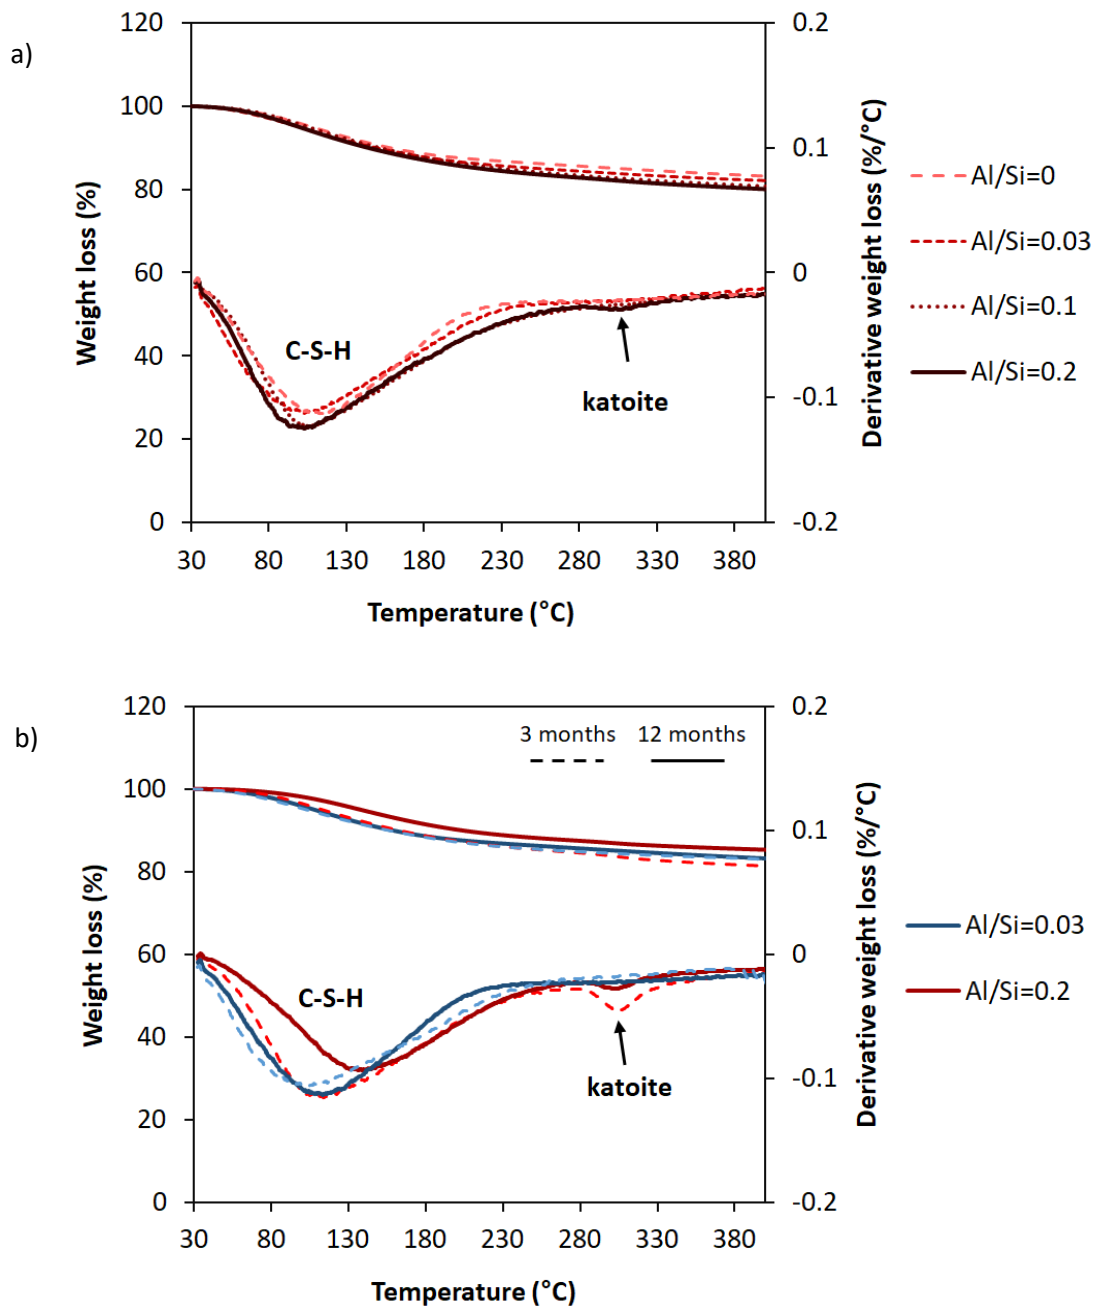 a)
120
100
80
60
40
20
0
Weight loss (%)
0.2
0.1
0
-0.1
-0.2
Derivative weight loss (%/°C)
C-S-H
katoite
30 80 130 180 230 280 330 380
Temperature (°C)
Al/Si=0
Al/Si=0.03
Al/Si=0.1
Al/Si=0.2
b)
120
100
80
60
40
20
0
Weight loss (%)
0.2
0.1
0
-0.1
-0.2
Derivative weight loss (%/°C)
3 months 12 months
C-S-H
katoite
30 80 130 180 230 280 330 380
Temperature (°C)
Al/Si=0.03
Al/Si=0.2